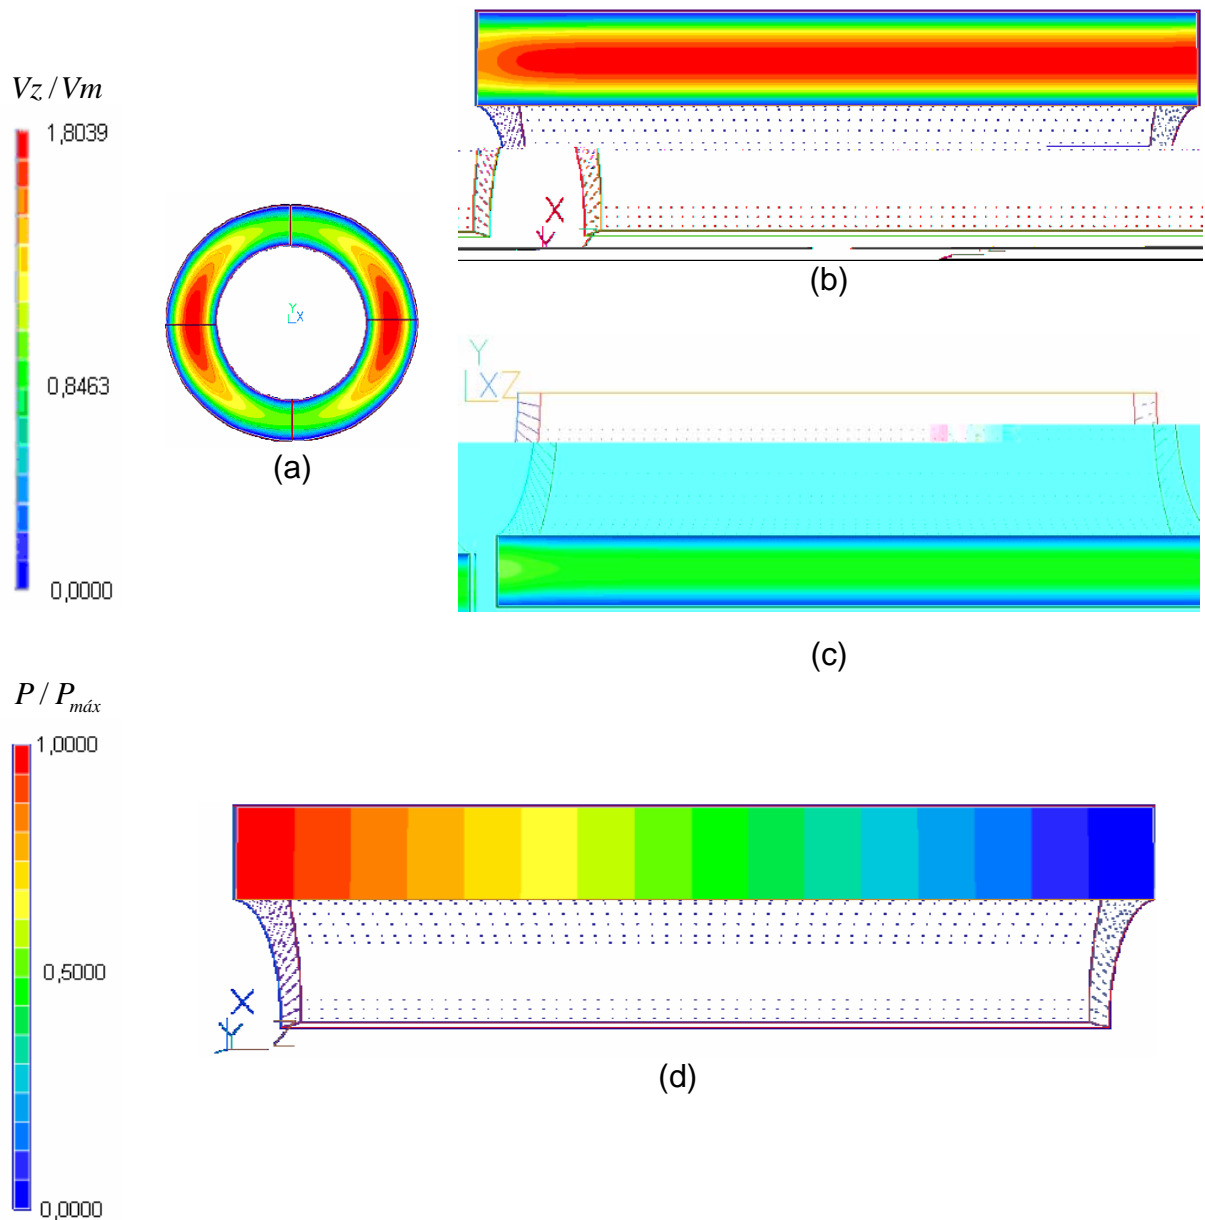 Vz / Vm
1,8039
0,8463
0,0000
Y
X
(a)
X
Y
(b)
Y
X Z
(c)
P / Pmáx
1,0000
0,5000
0,0000
X
Y
(d)